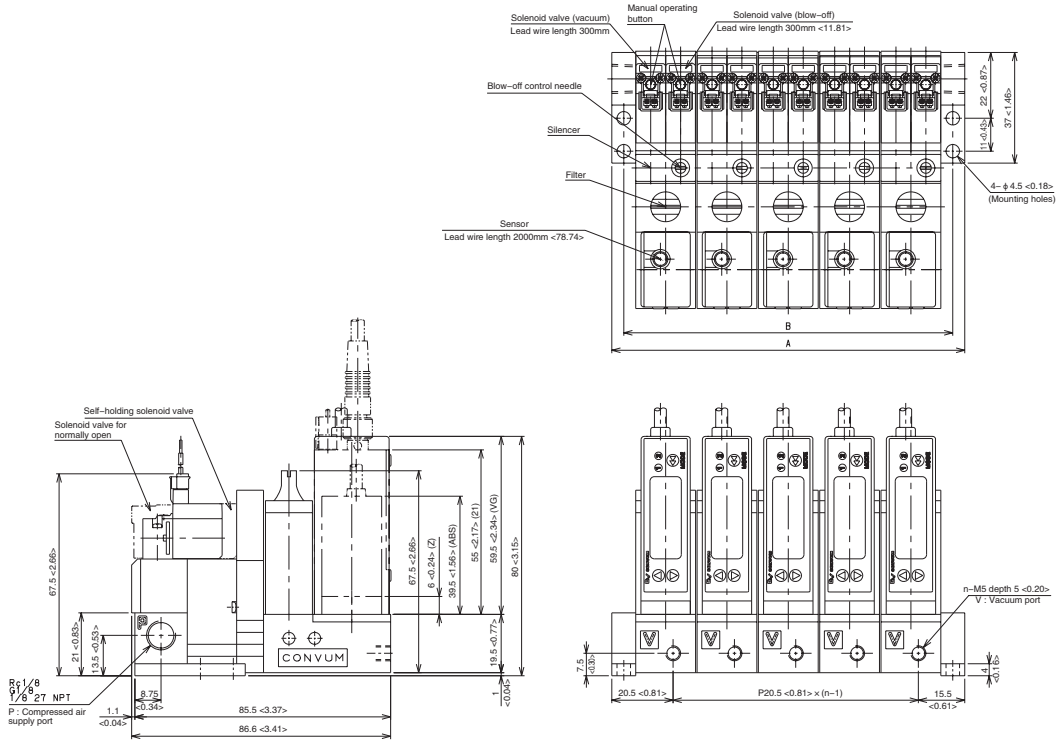 Manual operating
button
Solenoid valve (vacuum)
Lead wire length 300mm
Solenoid valve (blow-off)
Lead wire length 300mm <11.81>
Blow-off control needle
Silencer
Filter
Sensor
Lead wire length 2000mm <78.74>
22 <0.87>
37 <1.46>
11 <0.43>
4- φ 4.5 <0.18>
(Mounting holes)
B
A
Self-holding solenoid valve
Solenoid valve for
normally open
67.5 <2.66>
21 <0.83>
13.5 <0.53>
67.5 <2.66>
6 <0.24> (Z)
39.5 <1.56> (ABS)
55 <2.17> (21)
59.5 <2.34> (VG)
80 <3.15>
19.5 <0.77>
1
<0.04>
CONVUM
Rc1/8
G1/8
1/8 27 NPT
P : Compressed air
supply port
8.75
<0.34>
1.1
<0.04>
85.5 <3.37>
86.6 <3.41>
n-M5 depth 5 <0.20>
V : Vacuum port
V V V V V
7.5
<0.30>
4
<0.16>
20.5 <0.81>
P20.5 <0.81> x (n-1)
15.5
<0.61>